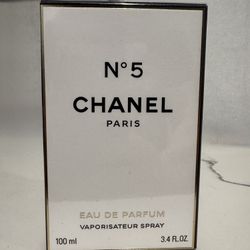 N°5
CHANEL
PARIS
EAU DE PARFUM
VAPORISATEUR SPRAY
100 ml 3.4 FL.OZ.